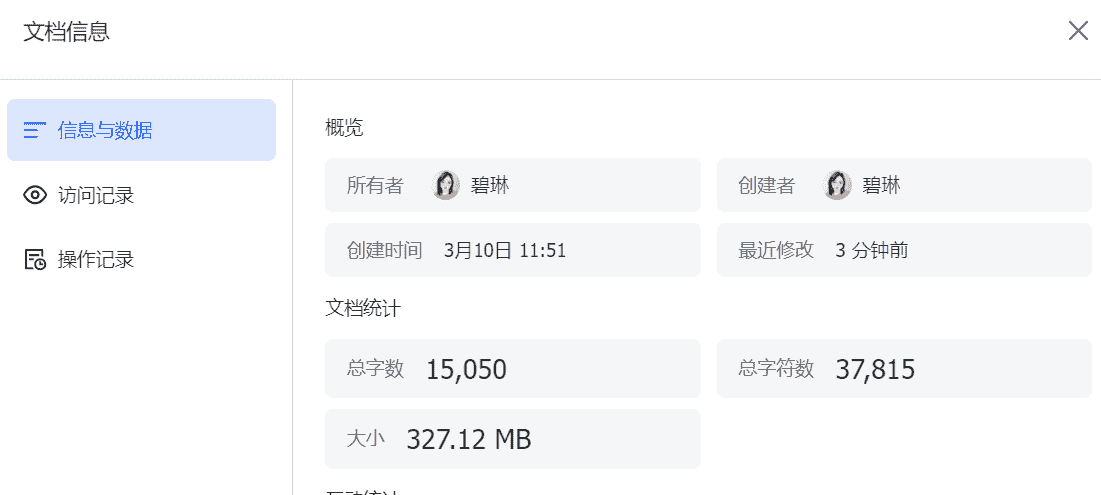 文档信息
信息与数据
访问记录
操作记录
概览
所有者 碧琳
创建者 碧琳
创建时间 3月10日 11:51
最近修改 3 分钟前
文档统计
总字数 15,050
总字符数 37,815
大小 327.12 MB